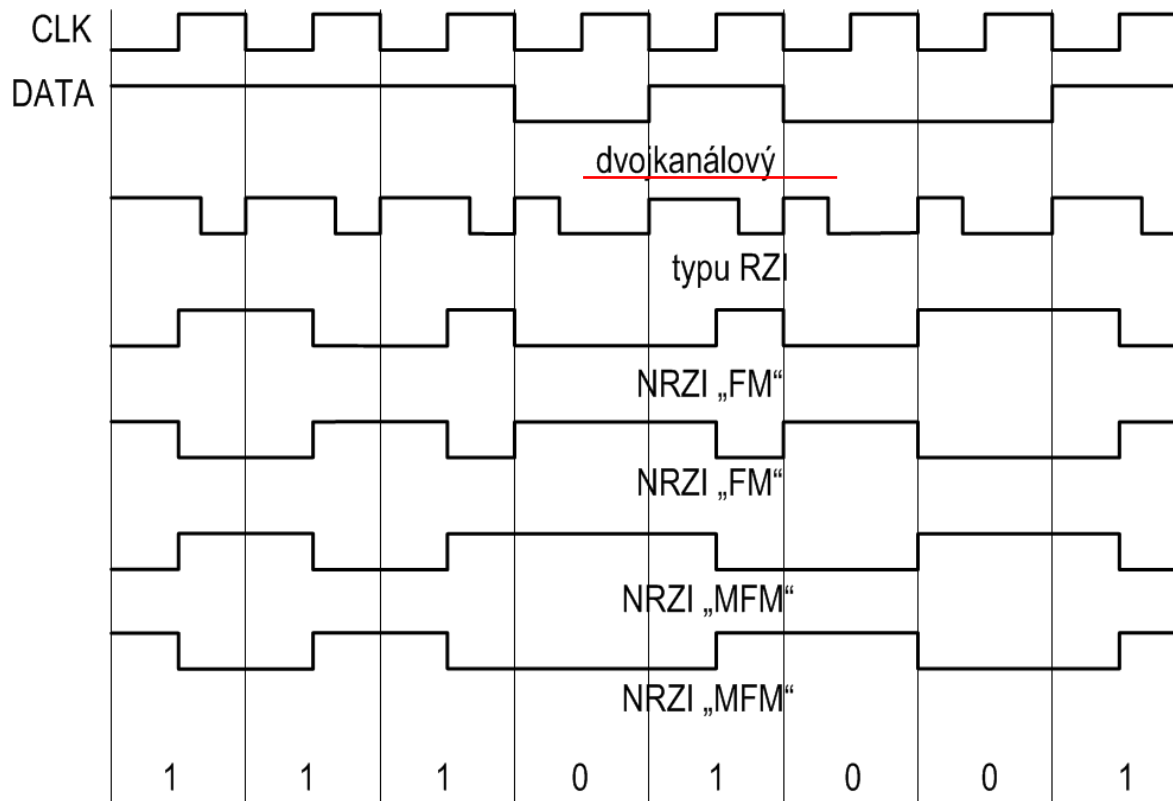 CLK
DATA
dvojkanálový
typu RZI
NRZI „FM“
NRZI „FM“
NRZI „MFM“
NRZI „MFM“
1 1 1 0 1 0 0 1